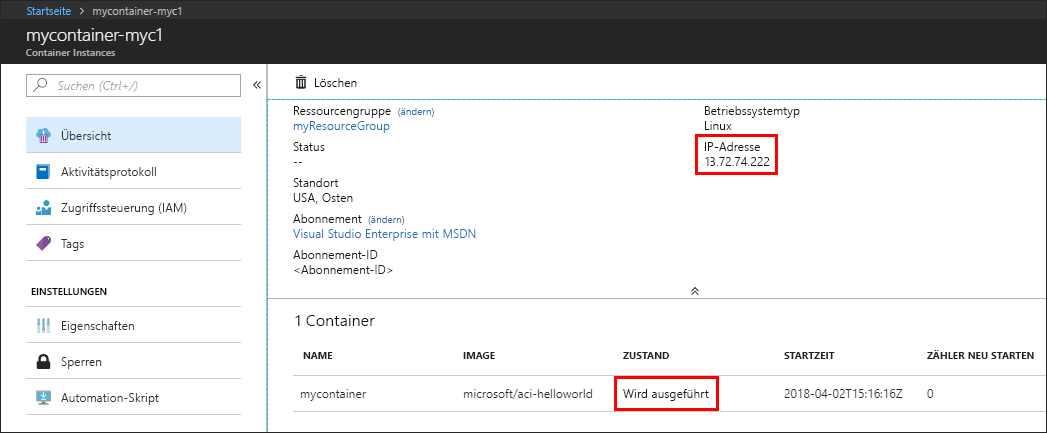 Startseite > mycontainer-myc1
mycontainer-myc1
Container Instances
Suchen (Ctrl+/)
Übersicht
Aktivitätsprotokoll
Zugriffssteuerung (IAM)
Tags
EINSTELLUNGEN
Eigenschaften
Sperren
Automation-Skript
Löschen
Ressourcengruppe (ändern)
myResourceGroup
Status
--
Standort
USA, Osten
Abonnement (ändern)
Visual Studio Enterprise mit MSDN
Abonnement-ID
<Abonnement-ID>
Betriebssystemtyp
Linux
IP-Adresse
13.72.74.222
1 Container
NAME IMAGE ZUSTAND STARTZEIT ZÄHLER NEU STARTEN
mycontainer microsoft/aci-helloworld Wird ausgeführt 2018-04-02T15:16:16Z 0